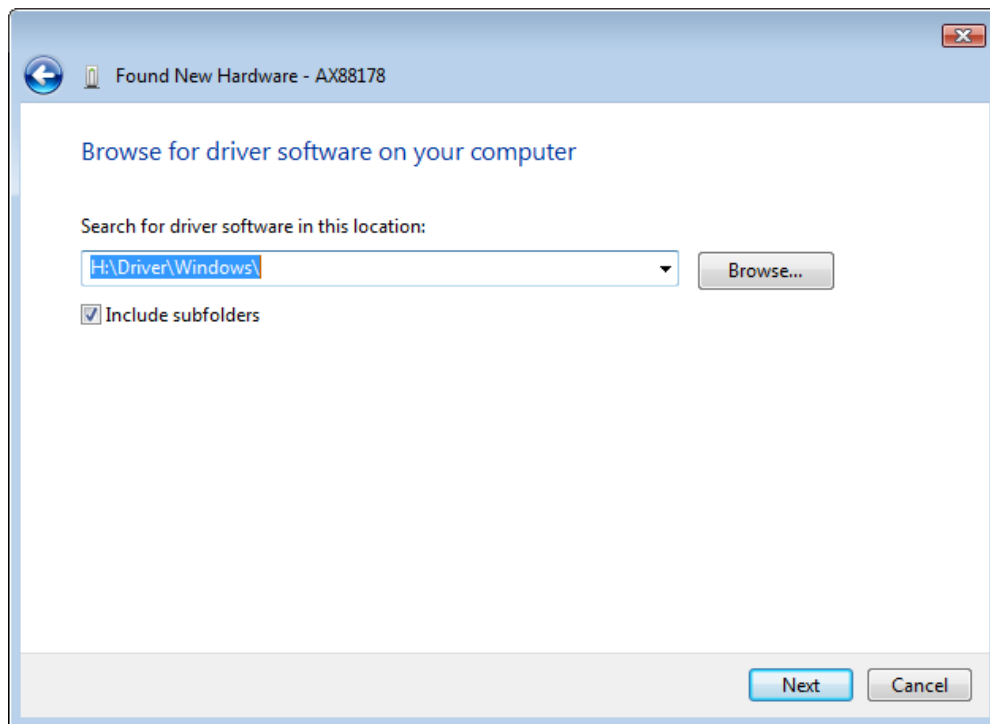 Found New Hardware - AX88178
Browse for driver software on your computer
Search for driver software in this location:
H:\Driver\Windows\
Browse...
Include subfolders
Next
Cancel